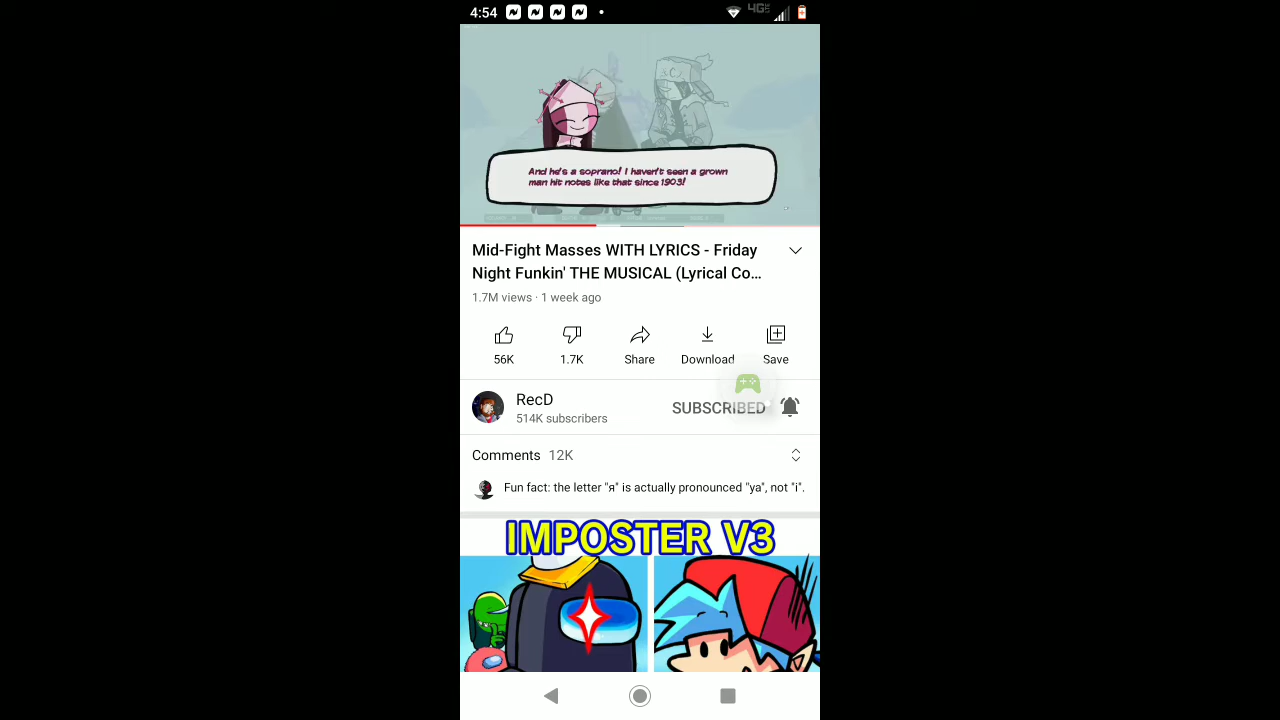 4:54
4G
And he's a soprano! I haven't seen a grown
man hit notes like that since 1903!
Mid-Fight Masses WITH LYRICS - Friday
Night Funkin' THE MUSICAL (Lyrical Co…
1.7M views · 1 week ago
56K
1.7K
Share
Download
Save
RecD
514K subscribers
SUBSCRIBED
Comments 12K
Fun fact: the letter "я" is actually pronounced "ya", not "i".
IMPOSTER V3